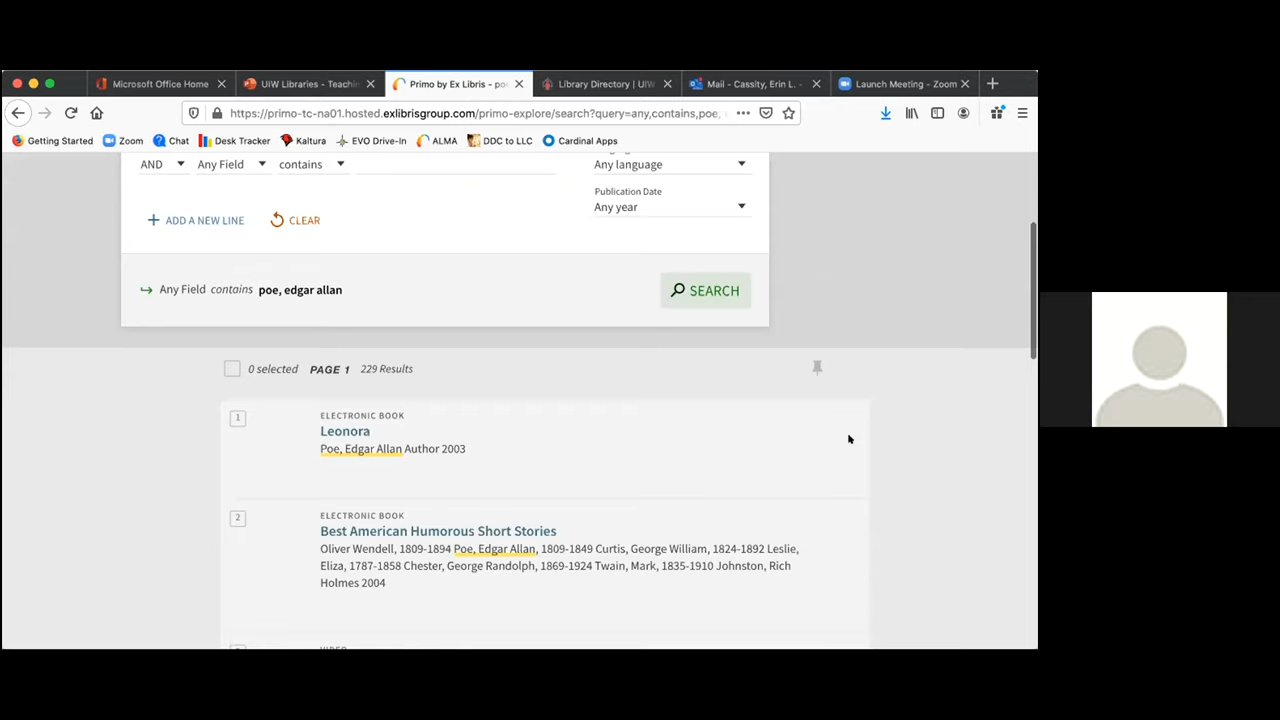 Microsoft Office Home
UIW Libraries - Teachin
Primo by Ex Libris - po
Library Directory | UIW
Mail - Cassity, Erin L. -
Launch Meeting - Zoom
https://primo-tc-na01.hosted.exlibrisgroup.com/primo-explore/search?query=any,contains,poe,
Getting Started
Zoom
Chat
Desk Tracker
Kaltura
EVO Drive-In
ALMA
DDC to LLC
Cardinal Apps
AND
Any Field
contains
Any language
Publication Date
Any year
ADD A NEW LINE
CLEAR
Any Field contains poe, edgar allan
SEARCH
0 selected PAGE 1 229 Results
1
ELECTRONIC BOOK
Leonora
Poe, Edgar Allan Author 2003
2
ELECTRONIC BOOK
Best American Humorous Short Stories
Oliver Wendell, 1809-1894 Poe, Edgar Allan, 1809-1849 Curtis, George William, 1824-1892 Leslie,
Eliza, 1787-1858 Chester, George Randolph, 1869-1924 Twain, Mark, 1835-1910 Johnston, Rich
Holmes 2004